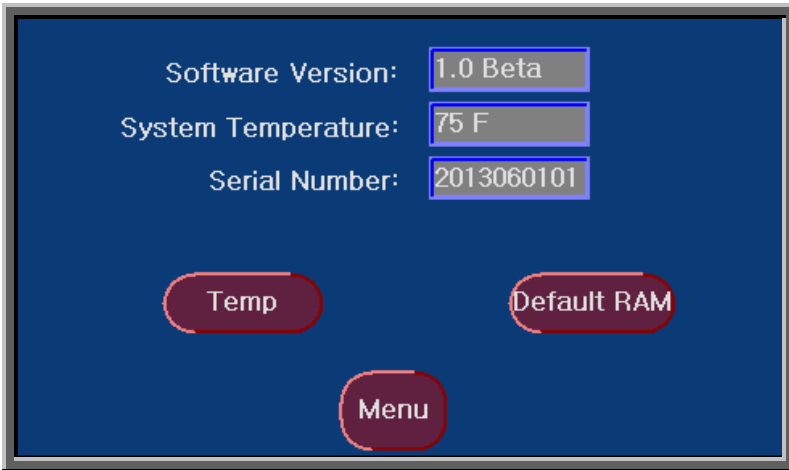 Software Version: 1.0 Beta
System Temperature: 75 F
Serial Number: 2013060101
Temp Default RAM
Menu